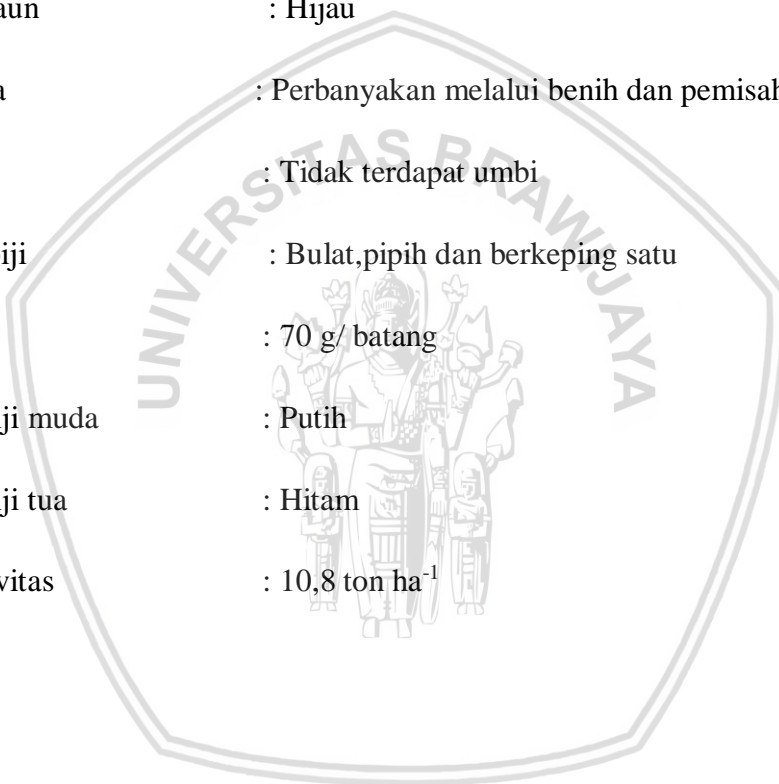 aun : Hijau
a : Perbanyakan melalui benih dan pemisah
: Tidak terdapat umbi
iji : Bulat,pipih dan berkeping satu
: 70 g/ batang
ji muda : Putih
ji tua : Hitam
vitas : 10,8 ton ha-1
UNIVERSITAS BRAWIJAYA